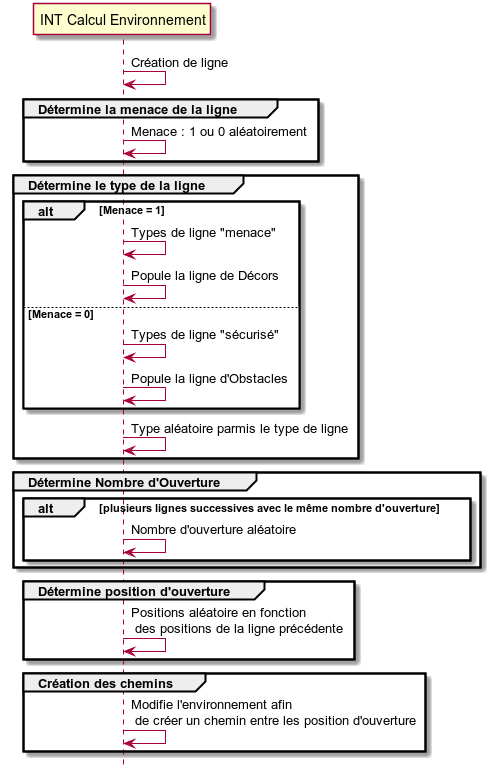 INT Calcul Environnement
Création de ligne
Détermine la menace de la ligne
Menace : 1 ou 0 aléatoirement
Détermine le type de la ligne
alt [Menace = 1]
Types de ligne "menace"
Popule la ligne de Décors
[Menace = 0]
Types de ligne "sécurisé"
Popule la ligne d'Obstacles
Type aléatoire parmis le type de ligne
Détermine Nombre d'Ouverture
alt [plusieurs lignes successives avec le même nombre d'ouverture]
Nombre d'ouverture aléatoire
Détermine position d'ouverture
Positions aléatoire en fonction
des positions de la ligne précédente
Création des chemins
Modifie l'environnement afin
de créer un chemin entre les position d'ouverture